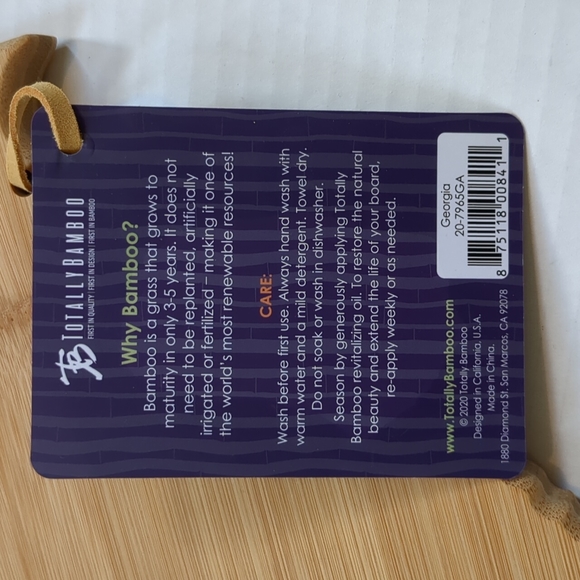 TOTALLYBAMBOO
FIRST IN QUALITY | FIRST IN DESIGN | FIRST IN BAMBOO
Why Bamboo?
Bamboo is a grass that grows to
maturity in only 3-5 years. It does not
need to be replanted, artificially
irrigated or fertilized – making it one of
the world's most renewable resources!
CARE:
Wash before first use. Always hand wash with
warm water and a mild detergent. Towel dry.
Do not soak or wash in dishwasher.
Season by generously applying Totally
Bamboo revitalizing oil. To restore the natural
beauty and extend the life of your board,
re-apply weekly or as needed.
www.TotallyBamboo.com
© 2020 Totally Bamboo
Designed in California, U.S.A.
Made in China.
1880 Diamond St. San Marcos, CA 92078
Georgia
20-7965GA
8 75118 00841 1